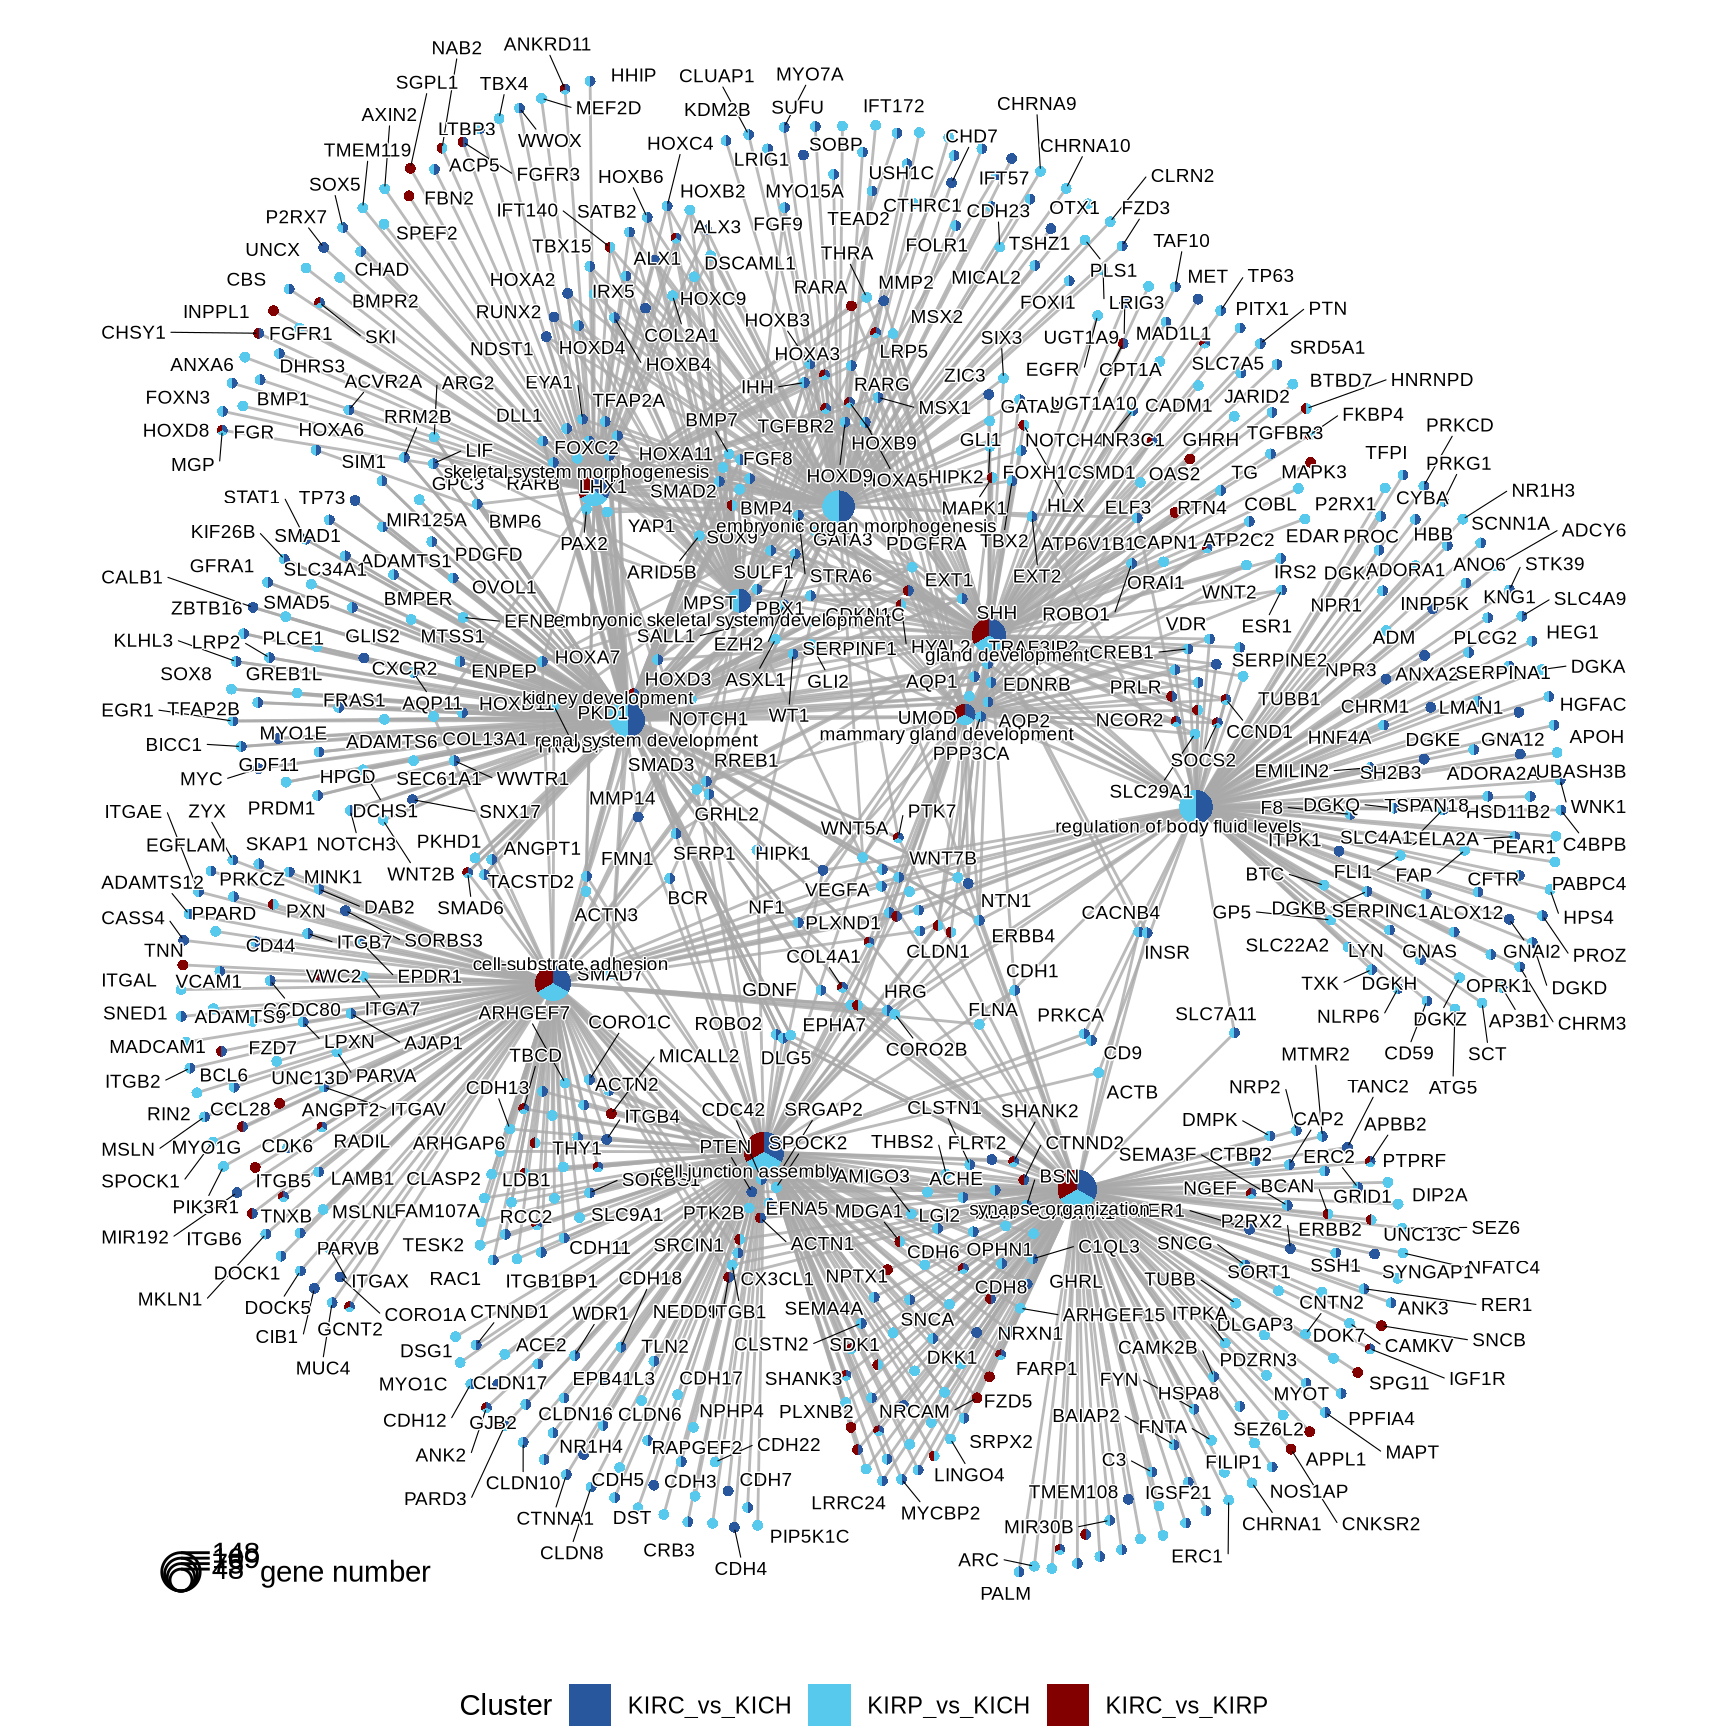 NAB2 ANKRD11
SGPL1 TBX4 HHIP CLUAP1 MYO7A
AXIN2 MEF2D KDM2B SUFU IFT172 CHRNA9
LTBP3 WWOX HOXC4 SOBP CHD7 CHRNA10
TMEM119 ACP5 FGFR3 LRIG1 USH1C IFT57 CLRN2
SOX5 FBN2 HOXB6 HOXB2 MYO15A CTHRC1 CDH23 OTX1 FZD3
P2RX7 SPEF2 IFT140 SATB2 ALX3 FGF9 TEAD2 TSHZ1 TAF10
UNCX CHAD TBX15 ALX1 DSCAML1 THRA FOLR1 MICAL2 PLS1 MET TP63
CBS BMPR2 HOXA2 IRX5 HOXC9 RARA MMP2 FOXI1 LRIG3 PITX1 PTN
INPPL1 SKI RUNX2 COL2A1 HOXB3 MSX2 SIX3 UGT1A9 MAD1L1 SRD5A1
CHSY1 FGFR1 NDST1 HOXD4 HOXB4 HOXA3 LRP5 ZIC3 EGFR CPT1A SLC7A5 BTBD7 HNRNPD
ANXA6 DHRS3 ACVR2A ARG2 EYA1 TFAP2A IHH RARG MSX1 UGT1A10 CADM1 JARID2 FKBP4
FOXN3 BMP1 RRM2B DLL1 BMP7 TGFBR2 HOXB9 GLI1 NR3C1 GHRH TGFBR3 PRKCD
HOXD8 FGR HOXA6 LIF FOXC2 HOXA11 FGF8 HOXD9 HIPK2 FOXH1 CSMD1 OAS2 TG MAPK3 TFPI PRKG1
MGP SIM1 GPC3 RARB skeletal system morphogenesis SMAD2 MAPK1 HLX ELF3 RTN4 COBL P2RX1 CYBA NR1H3
STAT1 TP73 MIR125A BMP6 YAP1 BMP4 embryonic organ morphogenesis ATP6V1B1 CAPN1 ATP2C2 EDAR PROC HBB SCNN1A ADCY6
KIF26B SMAD1 ADAMTS1 PDGFD PAX2 SOX9 GATA3 PDGFRA TBX2 EXT2 ORAI1 IRS2 ADORA1 ANO6 STK39
GFRA1 SLC34A1 OVOL1 ARID5B SULF1 STRA6 EXT1 WNT2 NPR1 INPP5K KNG1 SLC4A9
CALB1 BMPER MPST PBX1 CDKN1C SHH ROBO1 VDR ESR1 ADM PLCG2 HEG1
ZBTB16 SMAD5 MTSS1 embryonic skeletal system development SALL1 EZH2 SERPINF1 HYAL2 TRAF3IP2 CREB1 SERPINE2 NPR3 ANXA2 SERPINA1 DGKA
KLHL3 LRP2 PLCE1 GLIS2 ENPEP HOXA7 HOXD3 ASXL1 GLI2 gland development AQP1 EDNRB PRLR TUBB1 CHRM1 LMAN1 HGFAC
SOX8 GREB1L CXCR2 kidney development WT1 UMOD AQP2 NCOR2 CCND1 HNF4A DGKE GNA12 APOH
EGR1 TFAP2B FRAS1 AQP11 PKD1 NOTCH1 mammary gland development SOCS2 EMILIN2 SH2B3 UBASH3B
BICC1 MYO1E ADAMTS6 COL13A1 renal system development RREB1 PPP3CA SLC29A1 F8 DGKQ TSPAN18 HSD11B2 WNK1
MYC GDF11 HPGD SEC61A1 WWTR1 SMAD3 MMP14 PTK7 regulation of body fluid levels ITPK1 PEAR1 C4BPB
ITGAE ZYX PRDM1 DCHS1 SNX17 GRHL2 WNT5A WNT7B BTC FLI1 FAP CFTR PABPC4
EGFLAM SKAP1 NOTCH3 PKHD1 ANGPT1 FMN1 SFRP1 HIPK1 GP5 DGKB SERPINC1 ALOX12 HPS4
ADAMTS12 PRKCZ MINK1 WNT2B TACSTD2 BCR NF1 VEGFA NTN1 CACNB4 SLC22A2 LYN GNAS GNAI2 PROZ
CASS4 PPARD PXN DAB2 SMAD6 ACTN3 PLXND1 CLDN1 ERBB4 INSR TXK DGKH OPRK1 DGKD
TNN CD44 ITGB7 SORBS3 cell-substrate adhesion SMAD7 COL4A1 CDH1 NLRP6 DGKZ AP3B1 CHRM3
ITGAL VCAM1 VWC2 EPDR1 GDNF HRG FLNA PRKCA SLC7A11 CD59 SCT
SNED1 ADAMTS9 CCDC80 ITGA7 ARHGEF7 CORO1C ROBO2 EPHA7 CORO2B CD9 MTMR2 ATG5
MADCAM1 FZD7 LPXN AJAP1 TBCD MICALL2 DLG5 ACTB NRP2 TANC2
ITGB2 BCL6 UNC13D PARVA CDH13 ACTN2 CDC42 SRGAP2 CLSTN1 SHANK2 DMPK CAP2 APBB2
RIN2 CCL28 ANGPT2 ITGAV ARHGAP6 THY1 ITGB4 PTEN SPOCK2 THBS2 FLRT2 CTNND2 SEMA3F CTBP2 ERC2 PTPRF
MSLN MYO1G CDK6 RADIL CLASP2 LDB1 cell junction assembly AMIGO3 ACHE BSN NGEF BCAN GRID1 DIP2A
SPOCK1 ITGB5 LAMB1 FAM107A RCC2 SLC9A1 PTK2B EFNA5 MDGA1 LGI2 synapse organization P2RX2 ERBB2 UNC13C SEZ6
PIK3R1 TNXB TESK2 CDH11 SRCIN1 ACTN1 CDH6 OPHN1 C1QL3 SNCG SORT1 SSH1 SYNGAP1 NFATC4
MIR192 ITGB6 PARVB RAC1 ITGB1BP1 CDH18 CX3CL1 NPTX1 CDH8 GHRL TUBB CNTN2 ANK3 RER1
DOCK1 ITGAX CORO1A CTNND1 WDR1 ITGB1 SEMA4A SNCA ARHGEF15 ITPKA DLGAP3 DOK7 CAMKV SNCB
MKLN1 DOCK5 GCNT2 DSG1 ACE2 TLN2 CLSTN2 SDK1 DKK1 NRXN1 CAMK2B PDZRN3 SPG11 IGF1R
CIB1 MUC4 MYO1C CLDN17 EPB41L3 CDH17 SHANK3 FARP1 FYN HSPA8 MYOT PPFIA4
CDH12 GJB2 CLDN16 CLDN6 NPHP4 PLXNB2 NRCAM FZD5 BAIAP2 FNTA SEZ6L2 MAPT
ANK2 NR1H4 RAPGEF2 CDH22 SRPX2 C3 FILIP1 APPL1
PARD3 CLDN10 CDH5 CDH3 CDH7 LRRC24 LINGO4 TMEM108 IGSF21 NOS1AP
CTNNA1 DST PIP5K1C MYCBP2 MIR30B CHRNA1 CNKSR2
CLDN8 CRB3 CDH4 ARC ERC1
PALM
148
48 gene number
Cluster KIRC_vs_KICH KIRP_vs_KICH KIRC_vs_KIRP